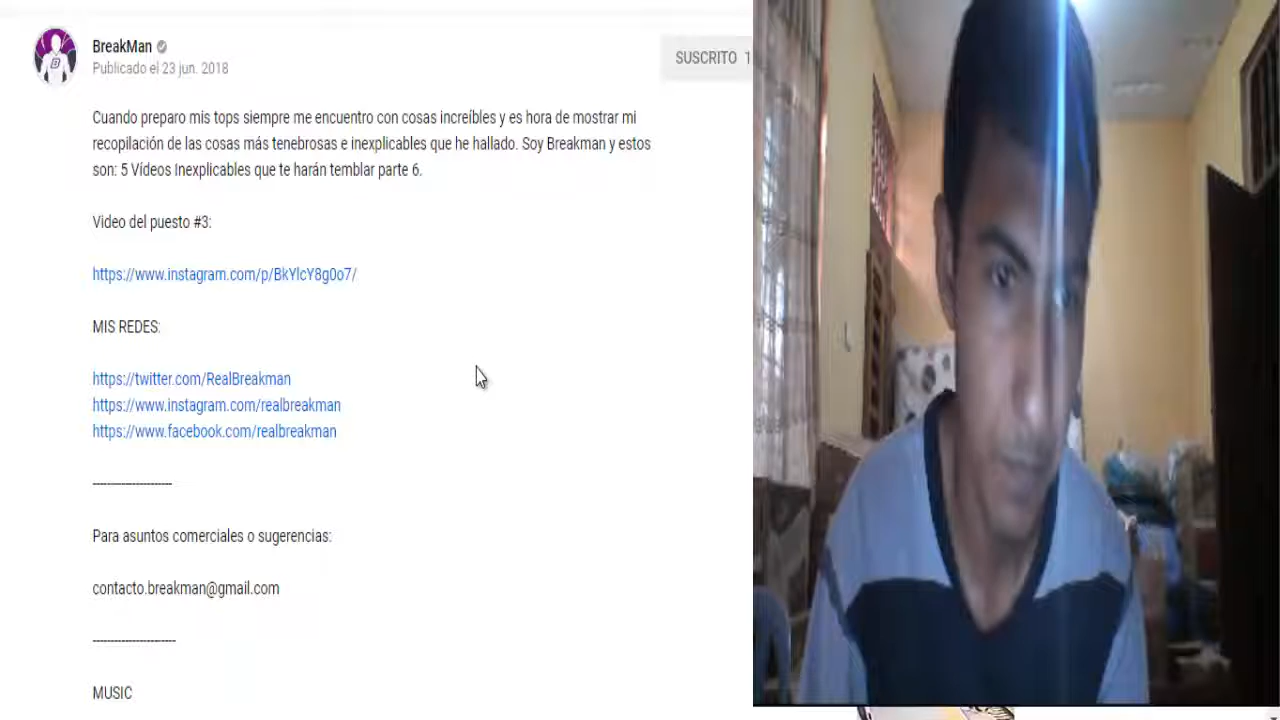 BreakMan
Publicado el 23 jun. 2018
SUSCRITO 1
Cuando preparo mis tops siempre me encuentro con cosas increíbles y es hora de mostrar mi
recopilación de las cosas más tenebrosas e inexplicables que he hallado. Soy Breakman y estos
son: 5 Vídeos Inexplicables que te harán temblar parte 6.
Video del puesto #3:
https://www.instagram.com/p/BkYlcY8g0o7/
MIS REDES:
https://twitter.com/RealBreakman
https://www.instagram.com/realbreakman
https://www.facebook.com/realbreakman
----------------------
Para asuntos comerciales o sugerencias:
contacto.breakman@gmail.com
-----------------------
MUSIC